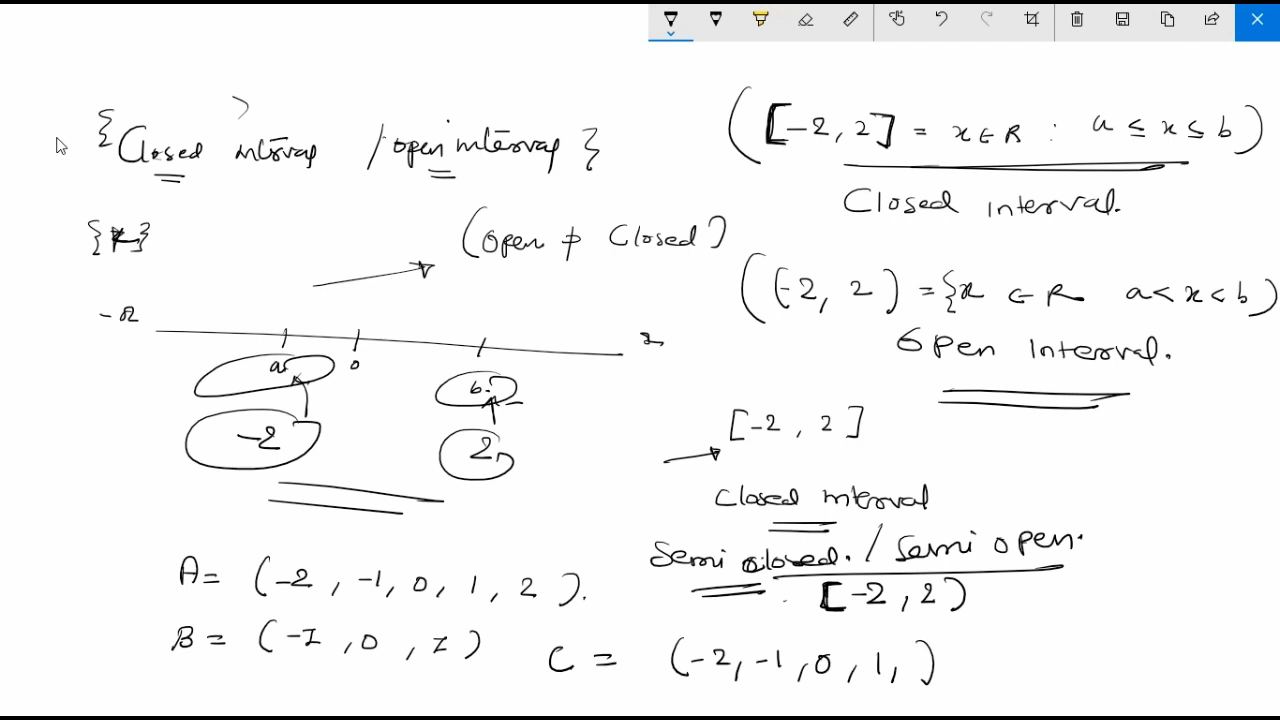 {Closed interval / open interval}
{x}
(open ≠ Closed)
a 0 b
-2 2
A = (-2, -1, 0, 1, 2).
B = (-1, 0, 1)
([-2, 2] = x ∈ R : a ≤ x ≤ b)
Closed interval.
((-2, 2) = {x ∈ R a < x < b)
Open Interval.
[-2, 2]
Closed interval
Semi closed. / Semi open.
[-2, 2)
C = (-2, -1, 0, 1, )